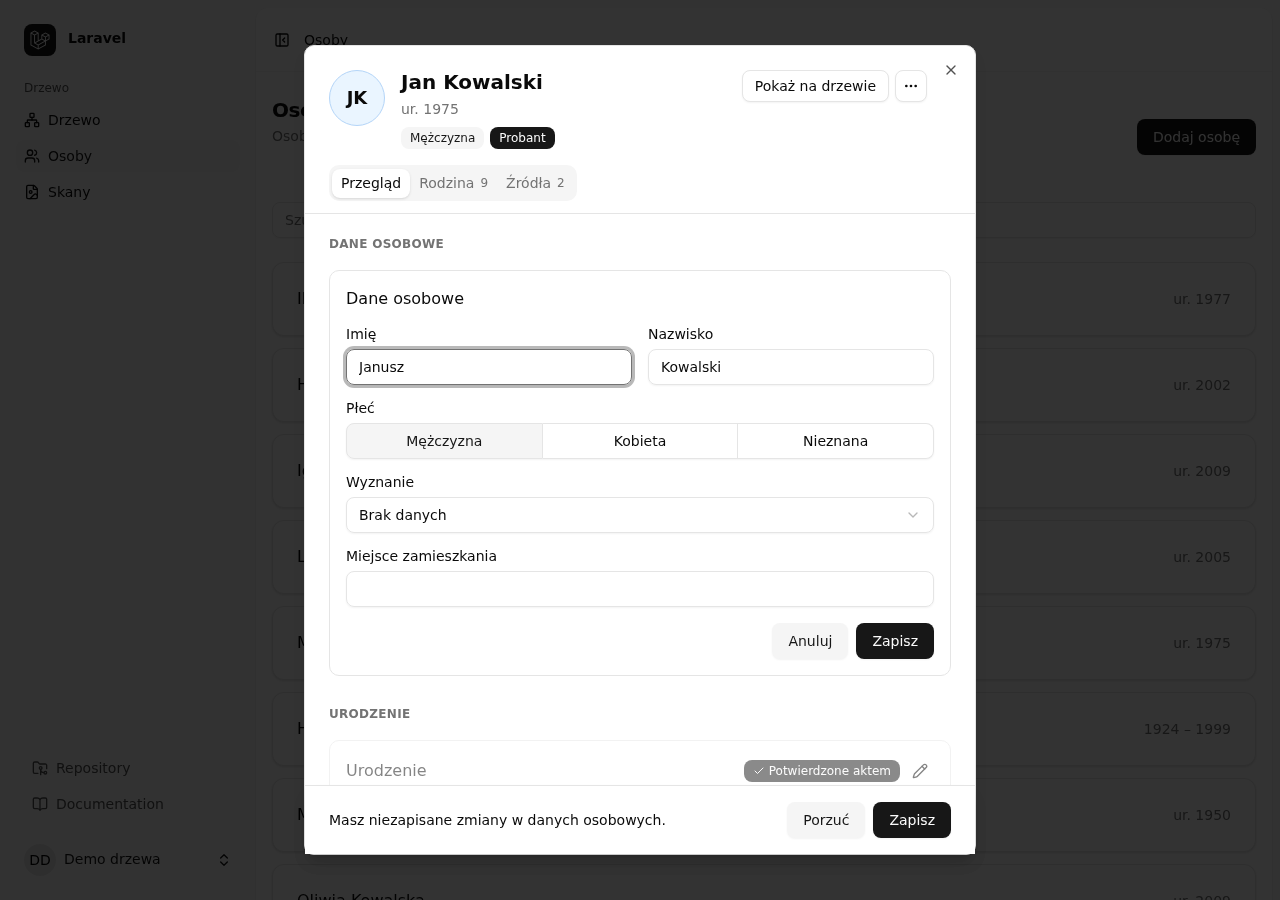 Laravel
Osoby
Drzewo
Drzewo
Osoby
Skany
Dodaj osobę
ur. 1977
ur. 2002
ur. 2009
ur. 2005
ur. 1975
1924 – 1999
ur. 1950
Repository
Documentation
DD
Demo drzewa
JK
Jan Kowalski
ur. 1975
Mężczyzna
Probant
Pokaż na drzewie
Przegląd
Rodzina 9
Źródła 2
DANE OSOBOWE
Dane osobowe
Imię
Nazwisko
Janusz
Kowalski
Płeć
Mężczyzna
Kobieta
Nieznana
Wyznanie
Brak danych
Miejsce zamieszkania
Anuluj
Zapisz
URODZENIE
Urodzenie
Potwierdzone aktem
Masz niezapisane zmiany w danych osobowych.
Porzuć
Zapisz